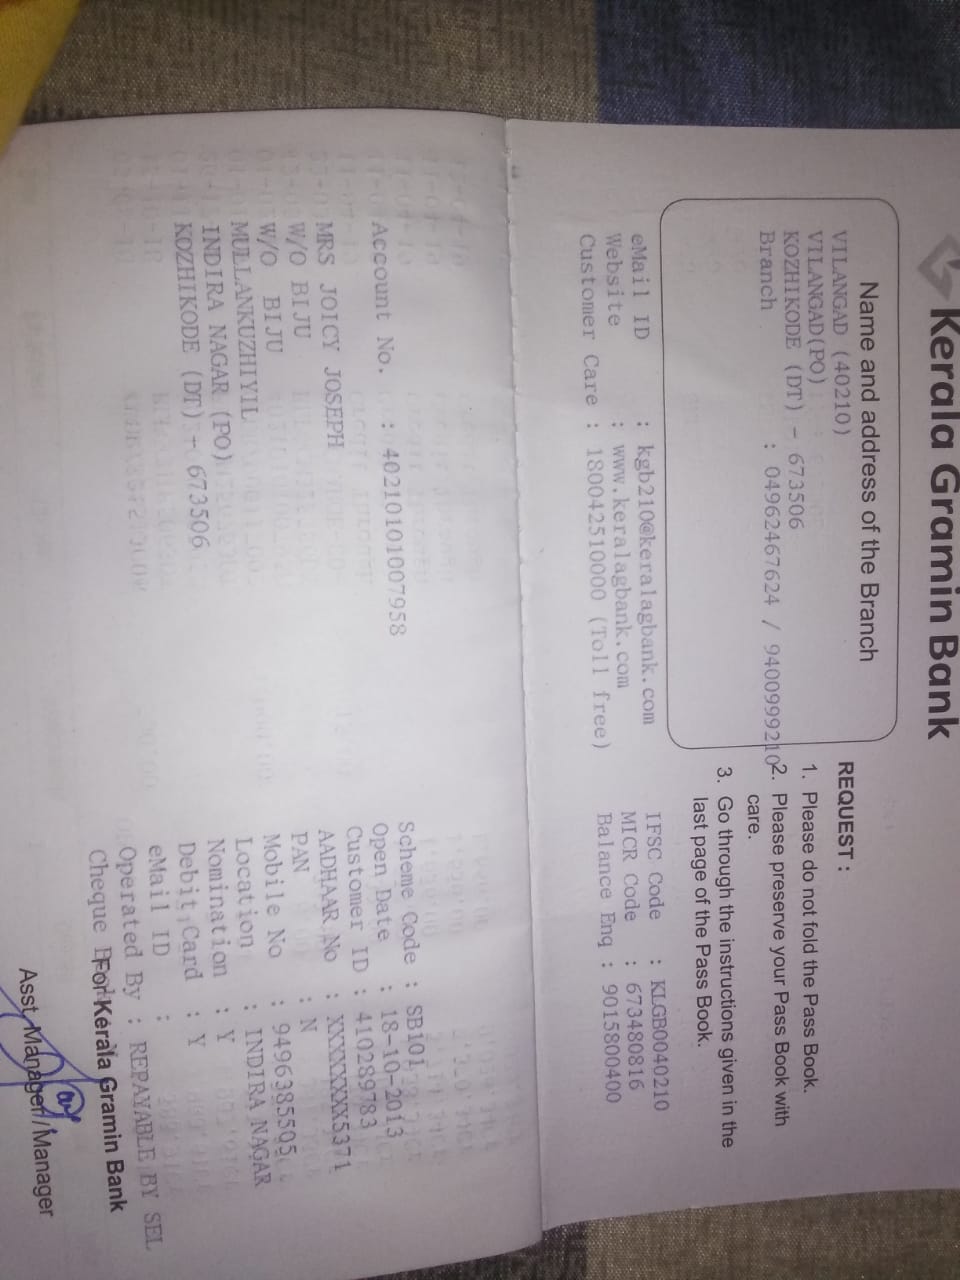 Kerala Gramin Bank
Name and address of the Branch
VILANGAD (40210)
VILANGAD(PO)
KOZHIKODE (DT) - 673506
Branch : 04962467624 / 9400999210
REQUEST :
1. Please do not fold the Pass Book.
2. Please preserve your Pass Book with
care.
3. Go through the instructions given in the
last page of the Pass Book.
eMail ID : kgb210@keralagbank.com
Website : www.keralagbank.com
Customer Care : 180042510000 (Toll free)
IFSC Code : KLGB0040210
MICR Code : 673480816
Balance Enq : 9015800400
Account No. : 40210101007958
MRS JOICY JOSEPH
W/O BIJU
W/O BIJU
MULLANKUZHIYIL
INDIRA NAGAR (PO)
KOZHIKODE (DT) - 673506
Scheme Code : SB101
Open Date : 18-10-2013
Customer ID : 410289783
AADHAAR No : XXXXXXXX5371
PAN : N
Mobile No : 9496385505
Location : INDIRA NAGAR
Nomination : Y
Debit Card : Y
eMail ID :
Operated By : REPAYABLE BY SEL
Cheque
For Kerala Gramin Bank
Asst. Manager / Manager